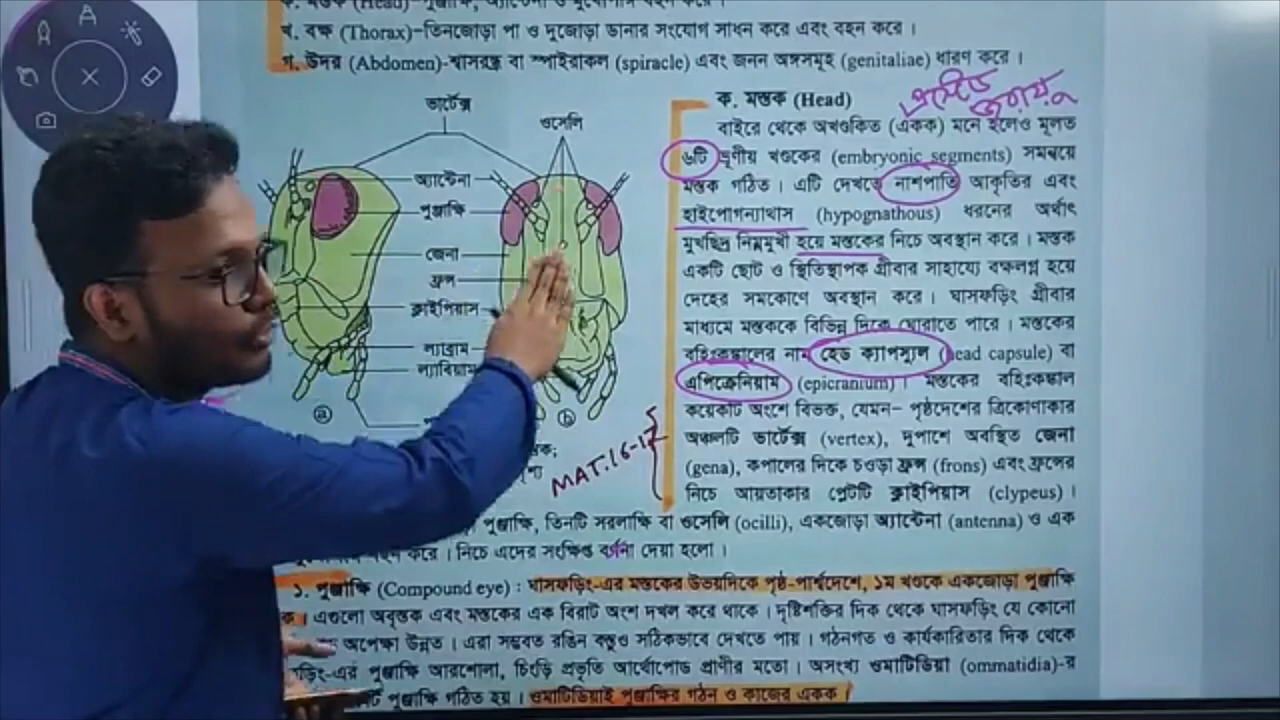 ক. মস্তক (Head)–পুঞ্জাক্ষি, অ্যান্টেনা ও মুখোপাঙ্গ বহন করে ।
খ. বক্ষ (Thorax)–তিনজোড়া পা ও দুজোড়া ডানার সংযোগ সাধন করে এবং বহন করে ।
গ. উদর (Abdomen)-শ্বাসরন্ধ্র বা স্পাইরাকল (spiracle) এবং জনন অঙ্গসমূহ (genitaliae) ধারণ করে ।
ভার্টেক্স
ওসেলি
অ্যান্টেনা
পুঞ্জাক্ষি
জেনা
ফ্রন্স
ক্লাইপিয়াস
ল্যাব্রাম
ল্যাবিয়াম
a
b
স্তক;
দৃশ্য
MAT:16-17
ক. মস্তক (Head)
বাইরে থেকে অখণ্ডকিত (একক) মনে হলেও মূলত
৬টি ভ্রূণীয় খণ্ডকের (embryonic segments) সমন্বয়ে
মস্তক গঠিত । এটি দেখতে নাশপাতি আকৃতির এবং
হাইপোগন্যাথাস (hypognathous) ধরনের অর্থাৎ
মুখছিদ্র নিম্নমুখী হয়ে মস্তকের নিচে অবস্থান করে । মস্তক
একটি ছোট ও স্থিতিস্থাপক গ্রীবার সাহায্যে বক্ষলগ্ন হয়ে
দেহের সমকোণে অবস্থান করে । ঘাসফড়িং গ্রীবার
মাধ্যমে মস্তককে বিভিন্ন দিকে ঘোরাতে পারে । মস্তকের
বহিঃকঙ্কালের নাম হেড ক্যাপস্যুল (head capsule) বা
এপিক্রেনিয়াম (epicranium) । মস্তকের বহিঃকঙ্কাল
কয়েকটি অংশে বিভক্ত, যেমন– পৃষ্ঠদেশের ত্রিকোণাকার
অঞ্চলটি ভার্টেক্স (vertex), দুপাশে অবস্থিত জেনা
(gena), কপালের দিকে চওড়া ফ্রন্স (frons) এবং ফ্রন্সের
নিচে আয়তাকার প্লেটটি ক্লাইপিয়াস (clypeus) ।
পুঞ্জাক্ষি, তিনটি সরলাক্ষি বা ওসেলি (ocilli), একজোড়া অ্যান্টেনা (antenna) ও এক
বহন করে । নিচে এদের সংক্ষিপ্ত বর্ণনা দেয়া হলো ।
১. পুঞ্জাক্ষি (Compound eye) : ঘাসফড়িং-এর মস্তকের উভয়দিকে পৃষ্ঠ-পার্শ্বদেশে, ১ম খণ্ডকে একজোড়া পুঞ্জাক্ষি
ক। এগুলো অবৃন্তক এবং মস্তকের এক বিরাট অংশ দখল করে থাকে । দৃষ্টিশক্তির দিক থেকে ঘাসফড়িং যে কোনো
অপেক্ষা উন্নত । এরা সম্ভবত রঙিন বস্তুও সঠিকভাবে দেখতে পায় । গঠনগত ও কার্যকারিতার দিক থেকে
ড়িং-এর পুঞ্জাক্ষি আরশোলা, চিংড়ি প্রভৃতি আর্থোপোড প্রাণীর মতো । অসংখ্য ওমাটিডিয়া (ommatidia)-র
টি পুঞ্জাক্ষি গঠিত হয় । ওমাটিডিয়াই পুঞ্জাক্ষির গঠন ও কাজের একক ।